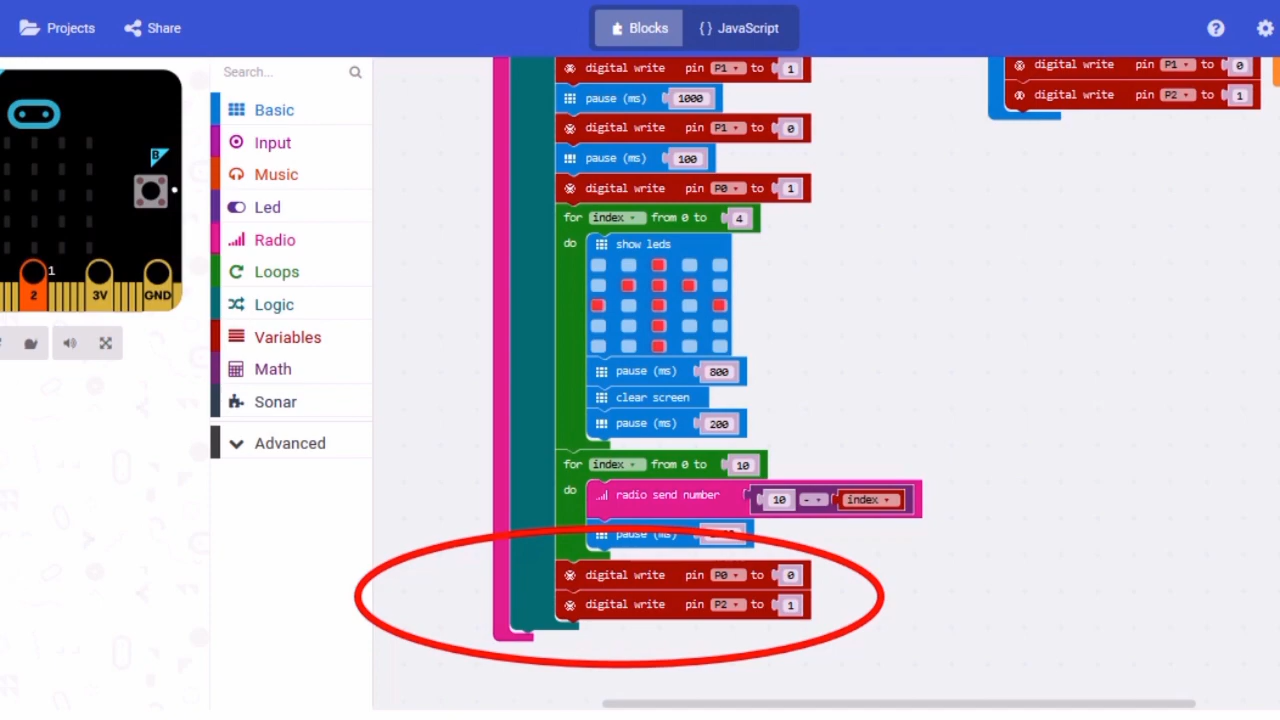 Projects Share Blocks { } JavaScript ?
Search...
Basic
Input
Music
Led
Radio
Loops
Logic
Variables
Math
Sonar
Advanced
B
1
2 3V GND
digital write pin P1 to 1
pause (ms) 1000
digital write pin P1 to 0
pause (ms) 100
digital write pin P0 to 1
for index from 0 to 4
do
show leds
pause (ms) 800
clear screen
pause (ms) 200
for index from 0 to 10
do
radio send number 10 - index
pause (ms)
digital write pin P0 to 0
digital write pin P2 to 1
digital write pin P1 to 0
digital write pin P2 to 1